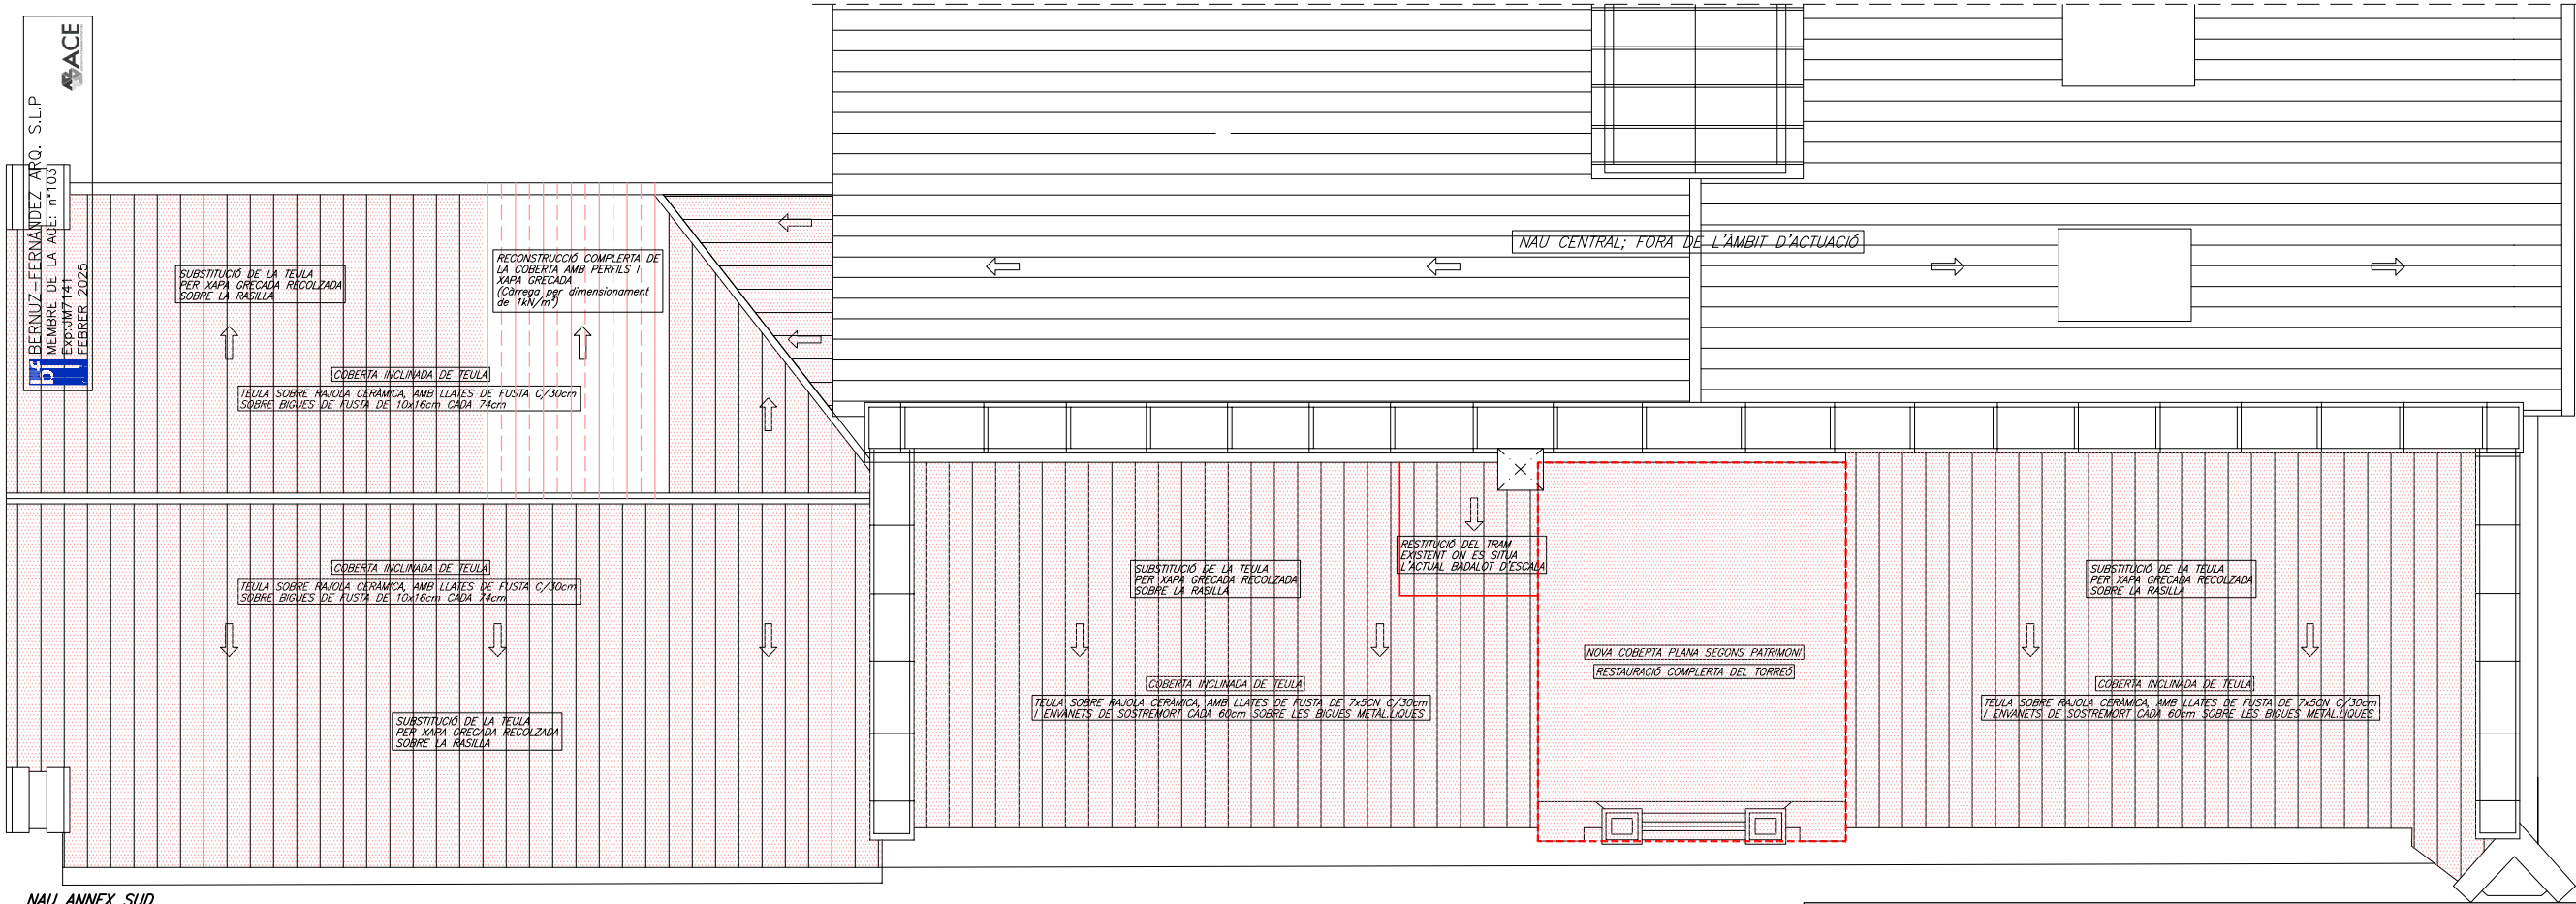 ACE
BERNUZ-FERNÁNDEZ ARQ. S.L.P
MEMBRE DE LA ACE: nº103
Exp:JM7141
FEBRER 2025
bf
NAU CENTRAL; FORA DE L'ÀMBIT D'ACTUACIÓ
SUBSTITUCIÓ DE LA TEULA
PER XAPA GRECADA RECOLZADA
SOBRE LA RASILLA
RECONSTRUCCIÓ COMPLERTA DE
LA COBERTA AMB PERFILS I
XAPA GRECADA
(Càrrega per dimensionament
de 1kN/m²)
COBERTA INCLINADA DE TEULA
TEULA SOBRE RAJOLA CERÀMICA, AMB LLATES DE FUSTA C/30cm
SOBRE BIGUES DE FUSTA DE 10x16cm CADA 74cm
COBERTA INCLINADA DE TEULA
TEULA SOBRE RAJOLA CERÀMICA, AMB LLATES DE FUSTA C/30cm
SOBRE BIGUES DE FUSTA DE 10x16cm CADA 74cm
SUBSTITUCIÓ DE LA TEULA
PER XAPA GRECADA RECOLZADA
SOBRE LA RASILLA
SUBSTITUCIÓ DE LA TEULA
PER XAPA GRECADA RECOLZADA
SOBRE LA RASILLA
RESTITUCIÓ DEL TRAM
EXISTENT ON ES SITUA
L'ACTUAL BADALOT D'ESCALA
COBERTA INCLINADA DE TEULA
TEULA SOBRE RAJOLA CERÀMICA, AMB LLATES DE FUSTA DE 7x5CN C/30cm
I ENVANETS DE SOSTREMORT CADA 60cm SOBRE LES BIGUES METÀL.LIQUES
NOVA COBERTA PLANA SEGONS PATRIMONI
RESTAURACIÓ COMPLERTA DEL TORREÓ
SUBSTITUCIÓ DE LA TEULA
PER XAPA GRECADA RECOLZADA
SOBRE LA RASILLA
COBERTA INCLINADA DE TEULA
TEULA SOBRE RAJOLA CERÀMICA, AMB LLATES DE FUSTA DE 7x5CN C/30cm
I ENVANETS DE SOSTREMORT CADA 60cm SOBRE LES BIGUES METÀL.LIQUES
NAU ANNEX SUD